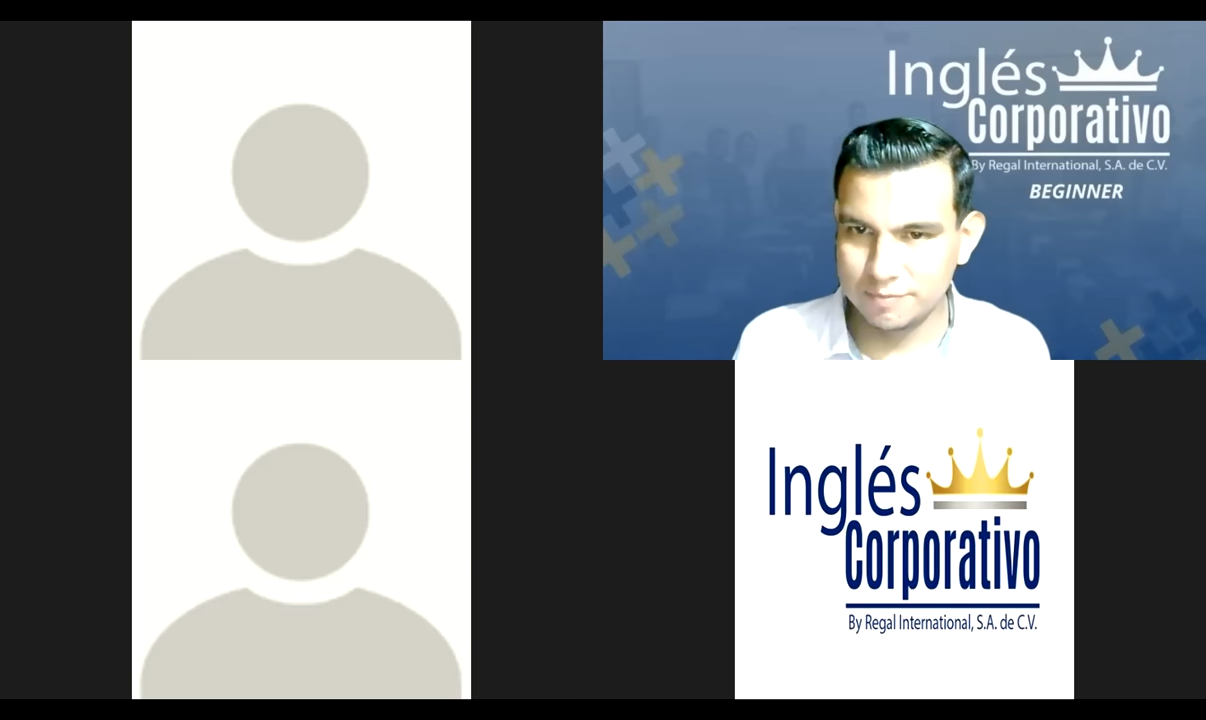 Inglés
Corporativo
By Regal International, S.A. de C.V.
BEGINNER
Inglés
Corporativo
By Regal International, S.A. de C.V.